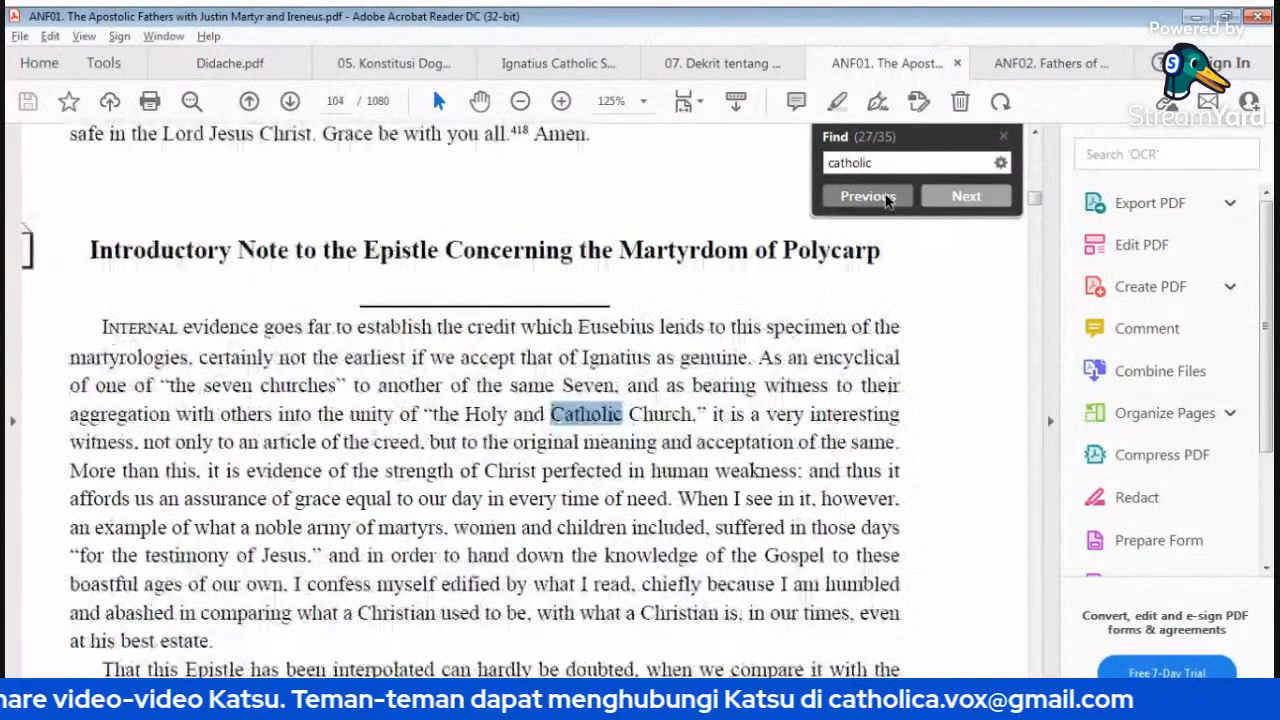 ANF01. The Apostolic Fathers with Justin Martyr and Ireneus.pdf - Adobe Acrobat Reader DC (32-bit)
File Edit View Sign Window Help
Powered by
Home Tools Didache.pdf 05. Konstitusi Dog... Ignatius Catholic S... 07. Dekrit tentang ... ANF01. The Apost... × ANF02. Fathers of ... Sign In
104 / 1080 125%
StreamYard
safe in the Lord Jesus Christ. Grace be with you all.418 Amen.
Find (27/35)
catholic
Previous Next
Search 'OCR'
Export PDF
Edit PDF
Create PDF
Comment
Combine Files
Organize Pages
Compress PDF
Redact
Prepare Form
Introductory Note to the Epistle Concerning the Martyrdom of Polycarp
INTERNAL evidence goes far to establish the credit which Eusebius lends to this specimen of the
martyrologies, certainly not the earliest if we accept that of Ignatius as genuine. As an encyclical
of one of “the seven churches” to another of the same Seven, and as bearing witness to their
aggregation with others into the unity of “the Holy and Catholic Church,” it is a very interesting
witness, not only to an article of the creed, but to the original meaning and acceptation of the same.
More than this, it is evidence of the strength of Christ perfected in human weakness; and thus it
affords us an assurance of grace equal to our day in every time of need. When I see in it, however,
an example of what a noble army of martyrs, women and children included, suffered in those days
“for the testimony of Jesus,” and in order to hand down the knowledge of the Gospel to these
boastful ages of our own, I confess myself edified by what I read, chiefly because I am humbled
and abashed in comparing what a Christian used to be, with what a Christian is, in our times, even
at his best estate.
That this Epistle has been interpolated can hardly be doubted, when we compare it with the
Convert, edit and e-sign PDF
forms & agreements
Free 7-Day Trial
hare video-video Katsu. Teman-teman dapat menghubungi Katsu di catholica.vox@gmail.com